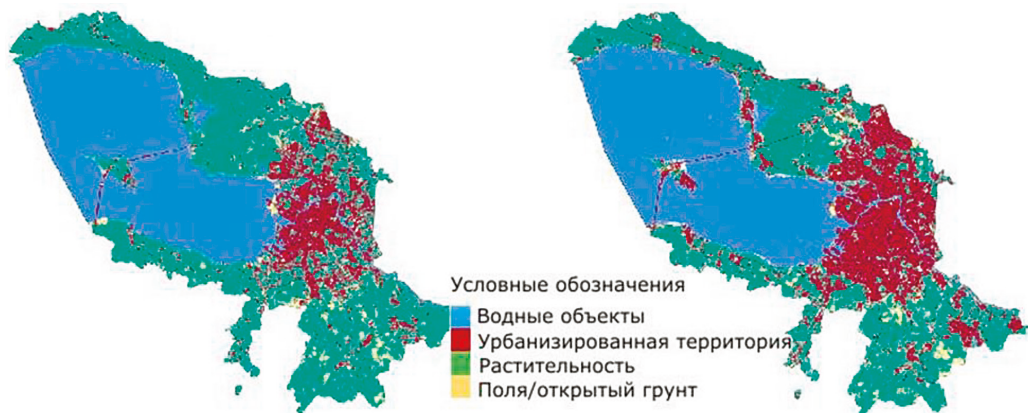 Условные обозначения
Водные объекты
Урбанизированная территория
Растительность
Поля/открытый грунт